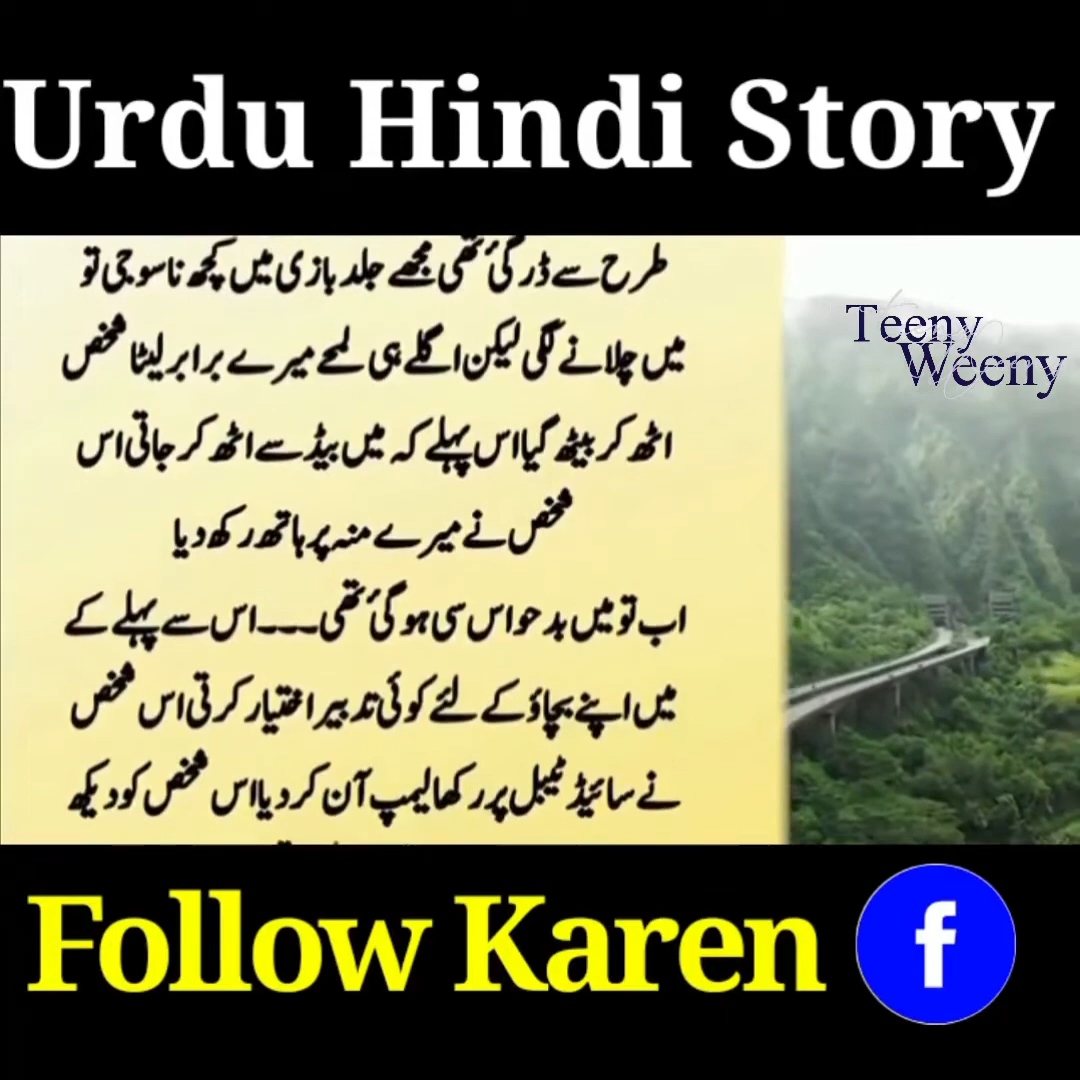 Urdu Hindi Story
طرح سے ڈر گئی تھی مجھے جلد بازی میں کچھ ناسوجی تو
میں چلانے لگی لیکن اگلے ہی لمحے میرے برابر لیٹا شخص
اٹھ کر بیٹھ گیا اس پہلے کہ میں بیڈ سے اٹھ کر جاتی اس
شخص نے میرے منہ پر ہاتھ رکھ دیا
اب تو میں بدحواس سی ہو گئی تھی ۔۔۔ اس سے پہلے کے
میں اپنے بچاؤ کے لئے کوئی تدبیر اختیار کرتی اس شخص
نے سائیڈ ٹیبل پر رکھا لیمپ آن کر دیا اس شخص کو دیکھ
Teeny
Weeny
Follow Karen
f